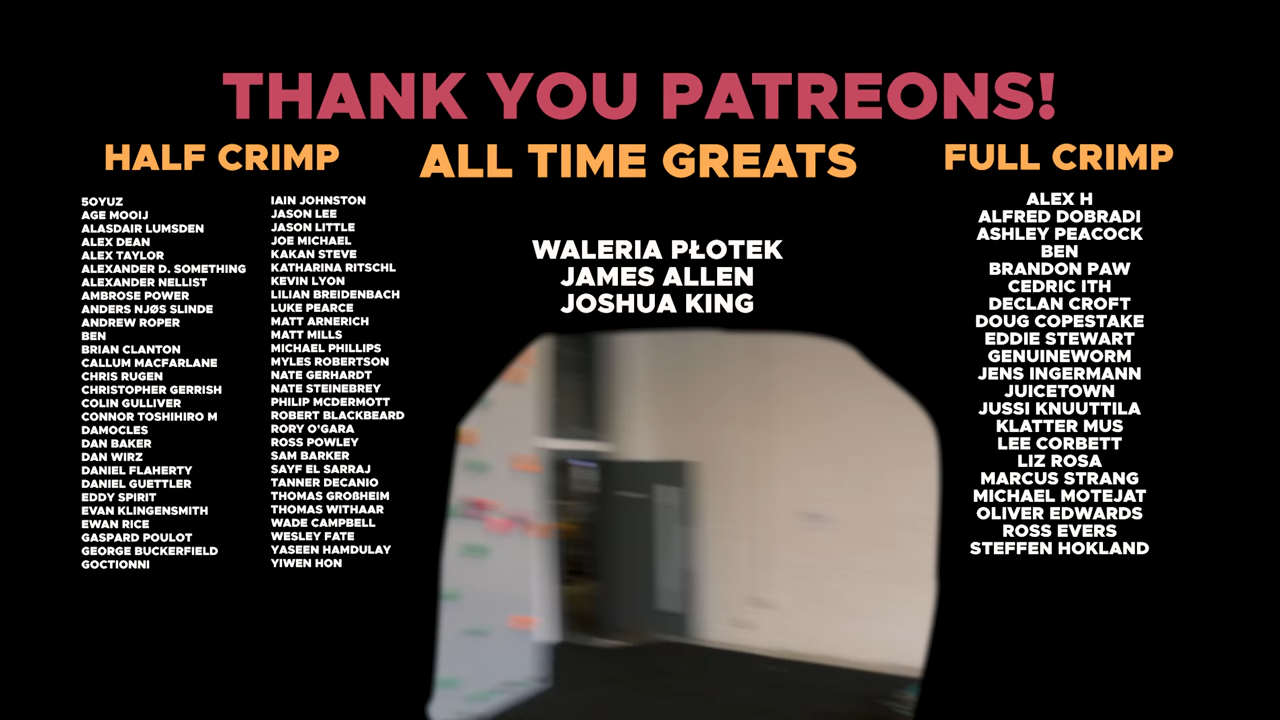 THANK YOU PATREONS!
HALF CRIMP
5OYUZ
AGE MOOIJ
ALASDAIR LUMSDEN
ALEX DEAN
ALEX TAYLOR
ALEXANDER D. SOMETHING
ALEXANDER NELLIST
AMBROSE POWER
ANDERS NJØS SLINDE
ANDREW ROPER
BEN
BRIAN CLANTON
CALLUM MACFARLANE
CHRIS RUGEN
CHRISTOPHER GERRISH
COLIN GULLIVER
CONNOR TOSHIHIRO M
DAMOCLES
DAN BAKER
DAN WIRZ
DANIEL FLAHERTY
DANIEL GUETTLER
EDDY SPIRIT
EVAN KLINGENSMITH
EWAN RICE
GASPARD POULOT
GEORGE BUCKERFIELD
GOCTIONNI
IAIN JOHNSTON
JASON LEE
JASON LITTLE
JOE MICHAEL
KAKAN STEVE
KATHARINA RITSCHL
KEVIN LYON
LILIAN BREIDENBACH
LUKE PEARCE
MATT ARNERICH
MATT MILLS
MICHAEL PHILLIPS
MYLES ROBERTSON
NATE GERHARDT
NATE STEINEBREY
PHILIP MCDERMOTT
ROBERT BLACKBEARD
RORY O'GARA
ROSS POWLEY
SAM BARKER
SAYF EL SARRAJ
TANNER DECANIO
THOMAS GROßHEIM
THOMAS WITHAAR
WADE CAMPBELL
WESLEY FATE
YASEEN HAMDULAY
YIWEN HON
ALL TIME GREATS
WALERIA PŁOTEK
JAMES ALLEN
JOSHUA KING
FULL CRIMP
ALEX H
ALFRED DOBRADI
ASHLEY PEACOCK
BEN
BRANDON PAW
CEDRIC ITH
DECLAN CROFT
DOUG COPESTAKE
EDDIE STEWART
GENUINEWORM
JENS INGERMANN
JUICETOWN
JUSSI KNUUTTILA
KLATTER MUS
LEE CORBETT
LIZ ROSA
MARCUS STRANG
MICHAEL MOTEJAT
OLIVER EDWARDS
ROSS EVERS
STEFFEN HOKLAND